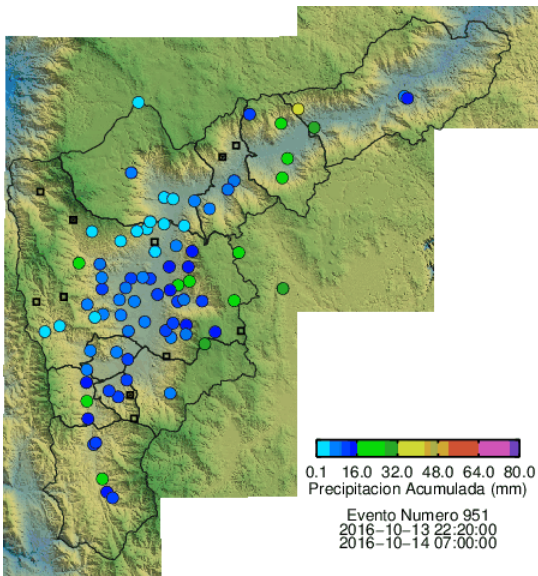 0.1 16.0 32.0 48.0 64.0 80.0
Precipitacion Acumulada (mm)
Evento Numero 951
2016-10-13 22:20:00
2016-10-14 07:00:00